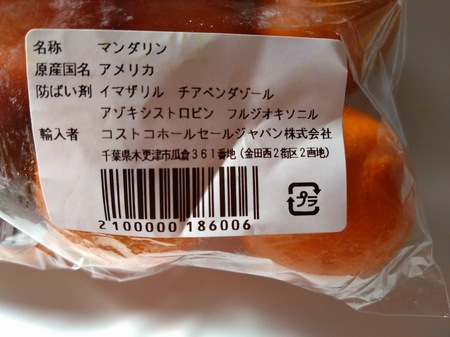 名称 マンダリン
原産国名 アメリカ
防ばい剤 イマザリル チアベンダゾール
アゾキシストロビン フルジオキソニル
輸入者 コストコホールセールジャパン株式会社
千葉県木更津市瓜倉361番地(金田西2街区2画地)
2100000186006
プラ